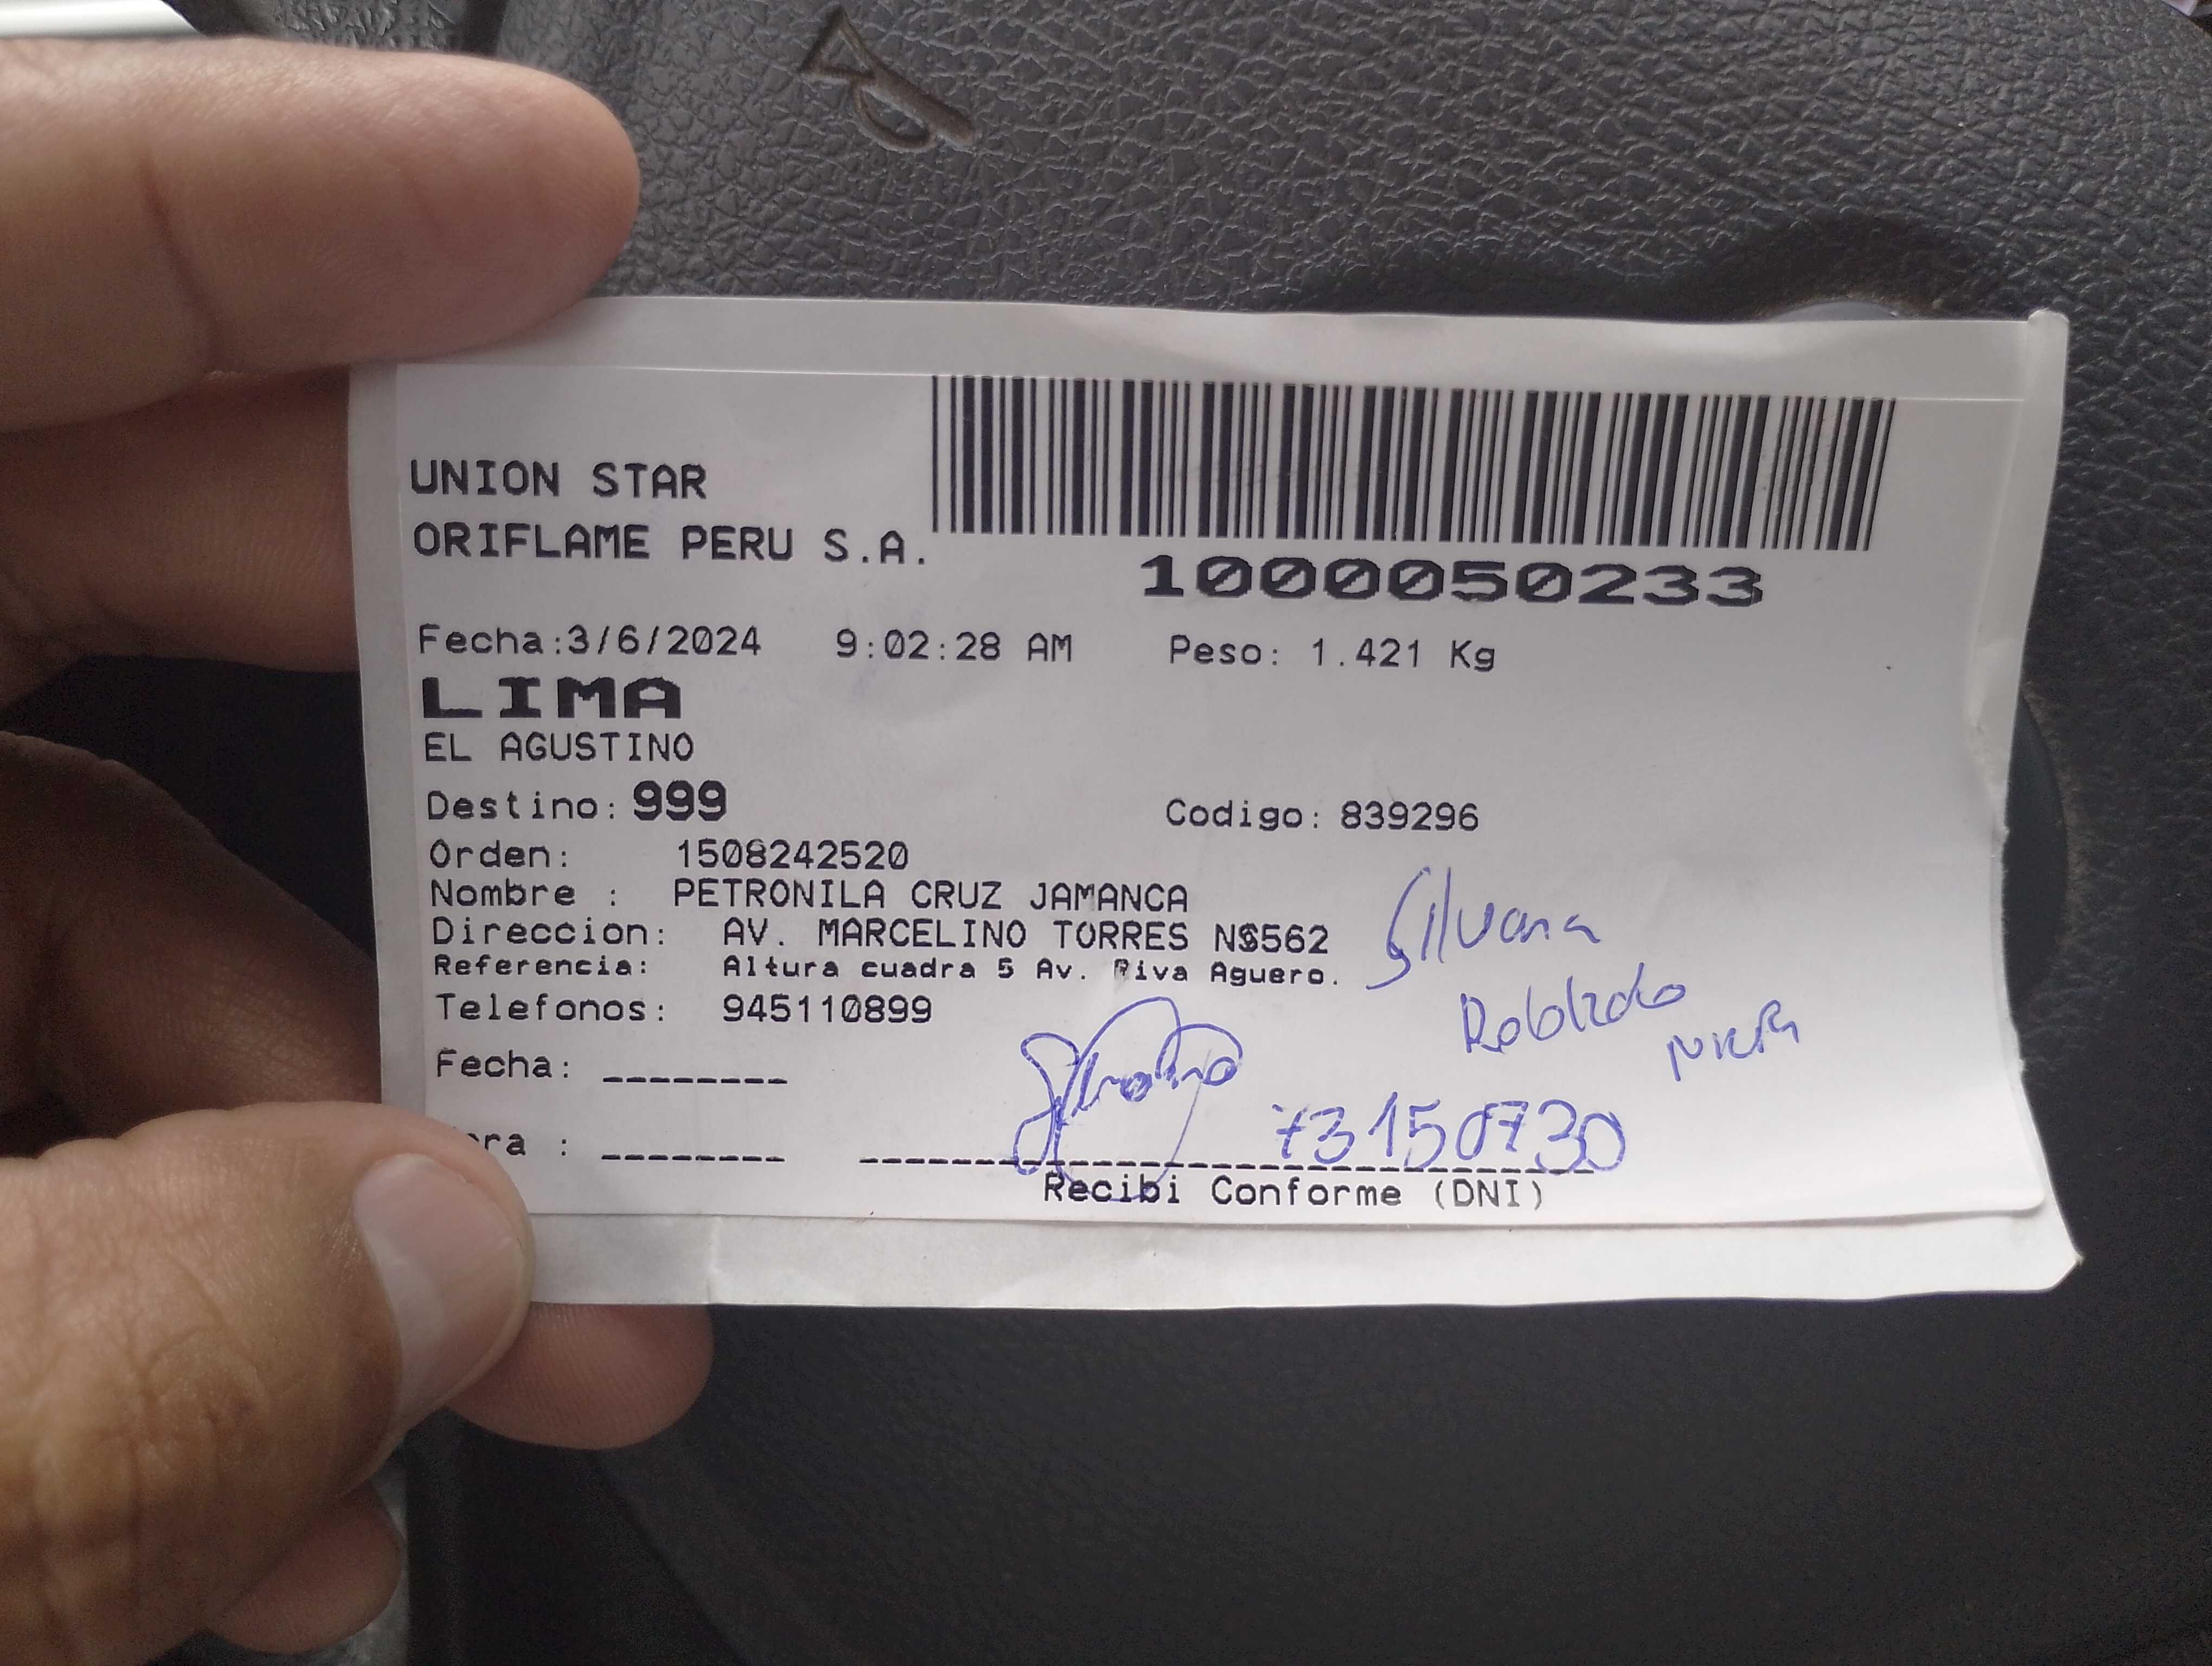 UNION STAR
ORIFLAME PERU S.A.
1000050233
Fecha:3/6/2024 9:02:28 AM Peso: 1.421 Kg
LIMA
EL AGUSTINO
Destino: 999 Codigo: 839296
Orden: 1508242520
Nombre : PETRONILA CRUZ JAMANCA
Direccion: AV. MARCELINO TORRES N$562
Silvana
Referencia: Altura cuadra 5 Av. Riva Aguero.
Telefonos: 945110899
Fecha: --------
ra : --------
73150730
Recibi Conforme (DNI)